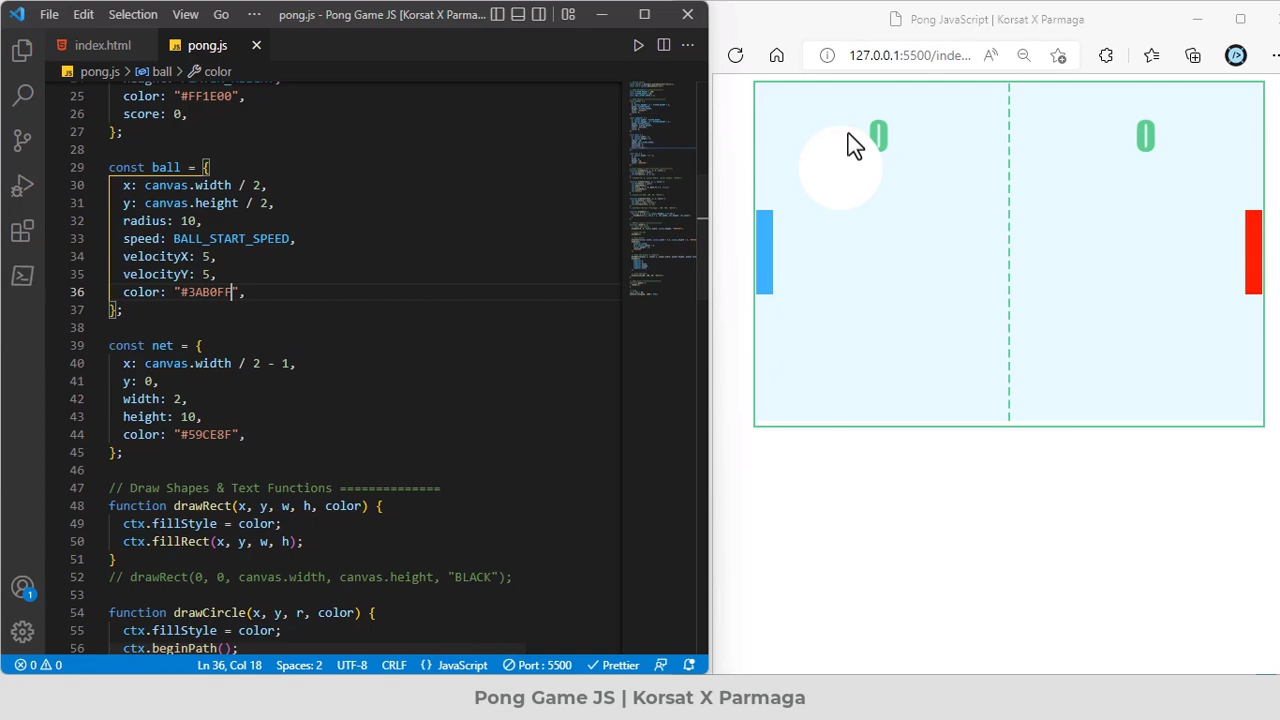 File Edit Selection View Go ··· pong.js - Pong Game JS [Korsat X Parma...
index.html pong.js
pong.js > ball > color
25 color: "#FF1E00",
26 score: 0,
27 };
28
29 const ball = {
30 x: canvas.width / 2,
31 y: canvas.height / 2,
32 radius: 10,
33 speed: BALL_START_SPEED,
34 velocityX: 5,
35 velocityY: 5,
36 color: "#3AB0FF",
37 };
38
39 const net = {
40 x: canvas.width / 2 - 1,
41 y: 0,
42 width: 2,
43 height: 10,
44 color: "#59CE8F",
45 };
46
47 // Draw Shapes & Text Functions ==============
48 function drawRect(x, y, w, h, color) {
49 ctx.fillStyle = color;
50 ctx.fillRect(x, y, w, h);
51 }
52 // drawRect(0, 0, canvas.width, canvas.height, "BLACK");
53
54 function drawCircle(x, y, r, color) {
55 ctx.fillStyle = color;
56 ctx.beginPath();
1 0 0 Ln 36, Col 18 Spaces: 2 UTF-8 CRLF {} JavaScript Port : 5500 Prettier
Pong JavaScript | Korsat X Parmaga
127.0.0.1:5500/inde...
0 0
Pong Game JS | Korsat X Parmaga